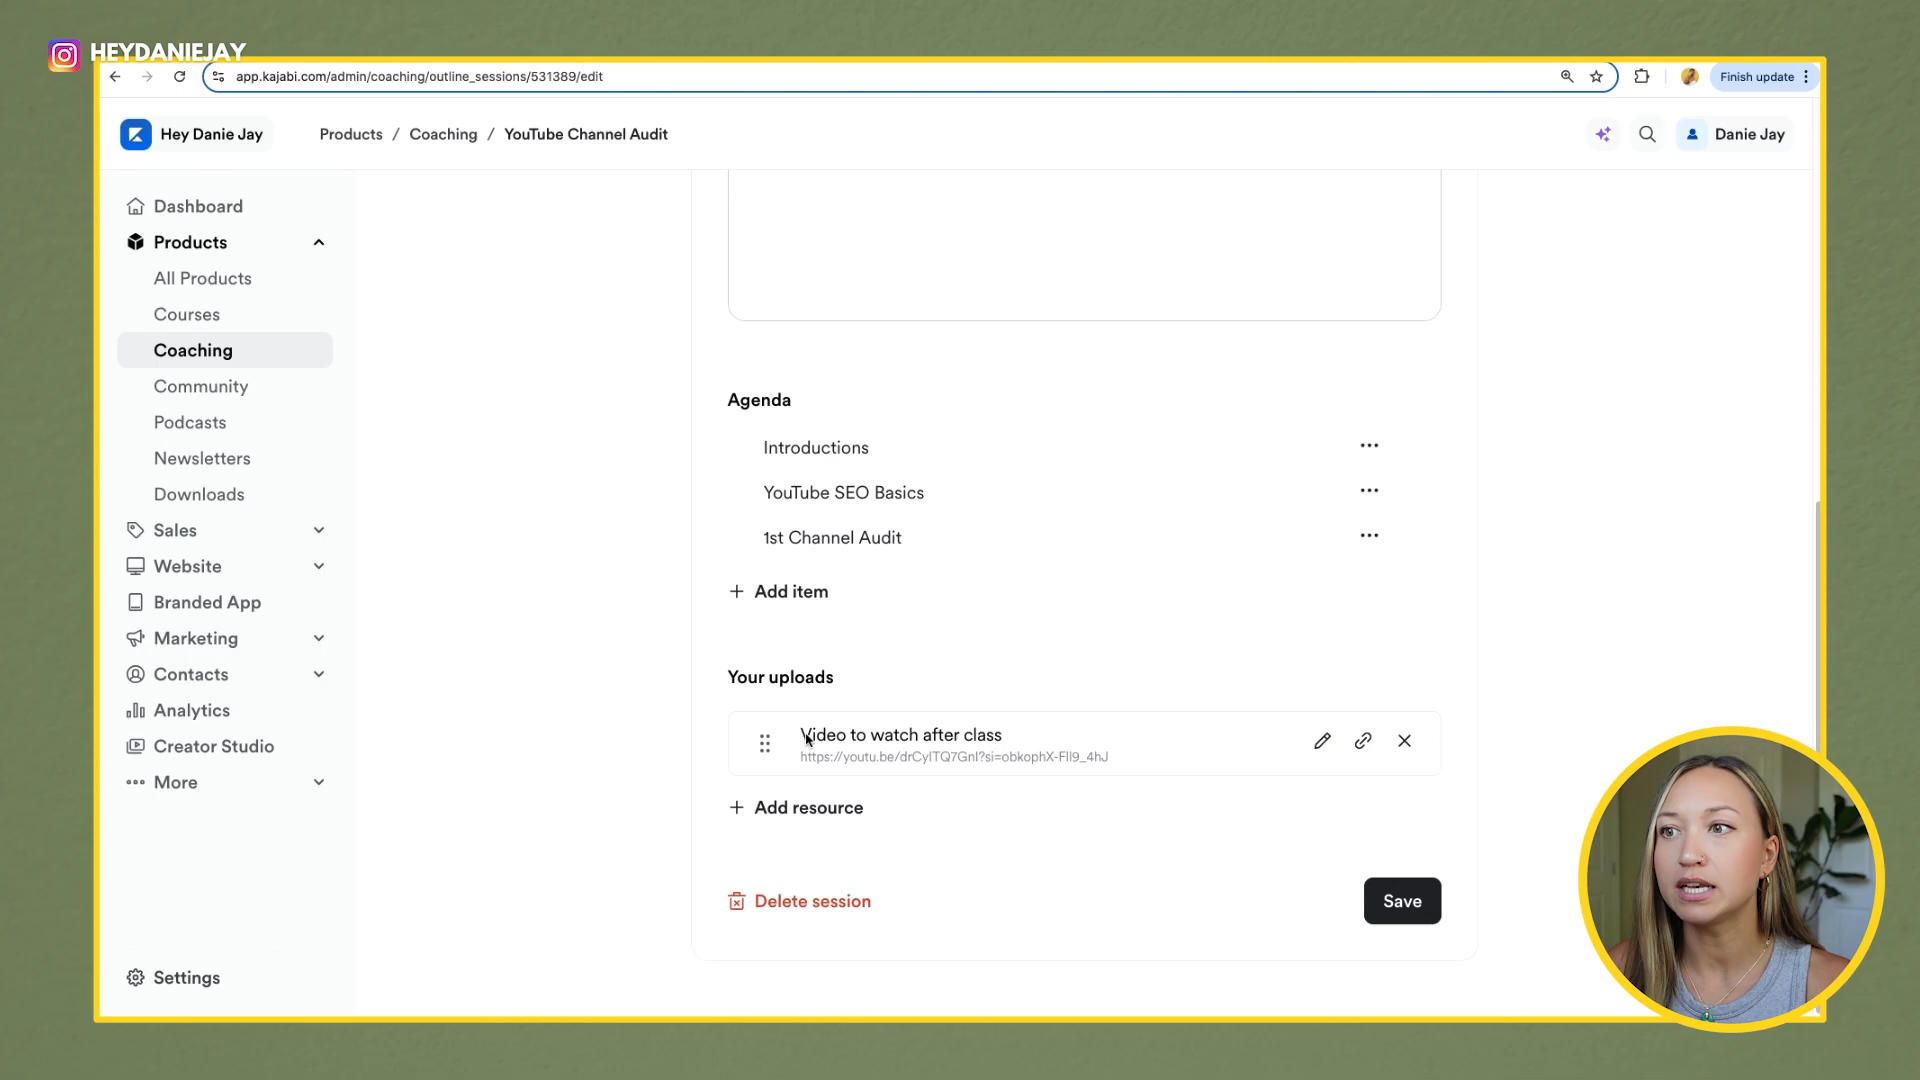 HEYDANIEJAY
app.kajabi.com/admin/coaching/outline_sessions/531389/edit
Finish update
Hey Danie Jay
Products / Coaching / YouTube Channel Audit
Danie Jay
Dashboard
Products
All Products
Courses
Coaching
Community
Podcasts
Newsletters
Downloads
Sales
Website
Branded App
Marketing
Contacts
Analytics
Creator Studio
More
Settings
Agenda
Introductions
YouTube SEO Basics
1st Channel Audit
Add item
Your uploads
Video to watch after class
https://youtu.be/drCyITQ7GnI?si=obkophX-FIl9_4hJ
Add resource
Delete session
Save